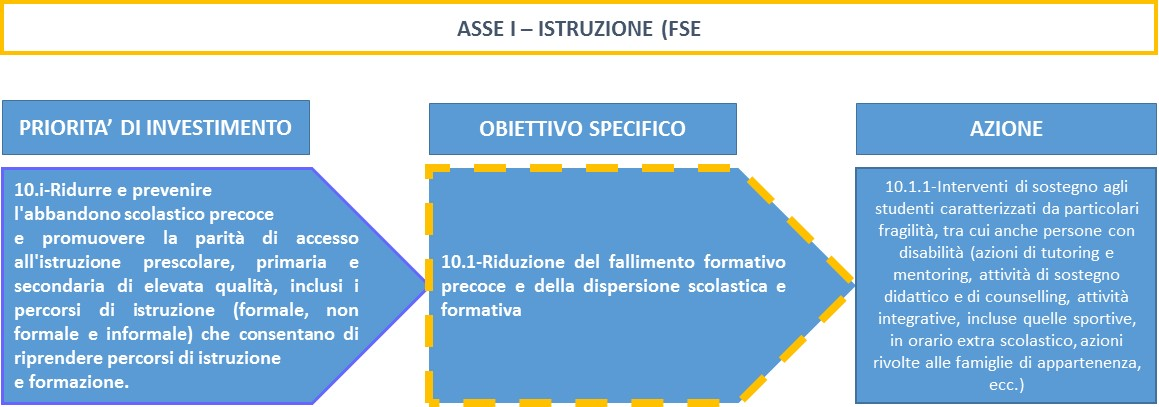 ASSE I – ISTRUZIONE (FSE
PRIORITA’ DI INVESTIMENTO
10.i-Ridurre e prevenire
l'abbandono scolastico precoce
e promuovere la parità di accesso
all'istruzione prescolare, primaria e
secondaria di elevata qualità, inclusi i
percorsi di istruzione (formale, non
formale e informale) che consentano di
riprendere percorsi di istruzione
e formazione.
OBIETTIVO SPECIFICO
10.1-Riduzione del fallimento formativo
precoce e della dispersione scolastica e
formativa
AZIONE
10.1.1-Interventi di sostegno agli
studenti caratterizzati da particolari
fragilità, tra cui anche persone con
disabilità (azioni di tutoring e
mentoring, attività di sostegno
didattico e di counselling, attività
integrative, incluse quelle sportive,
in orario extra scolastico, azioni
rivolte alle famiglie di appartenenza,
ecc.)